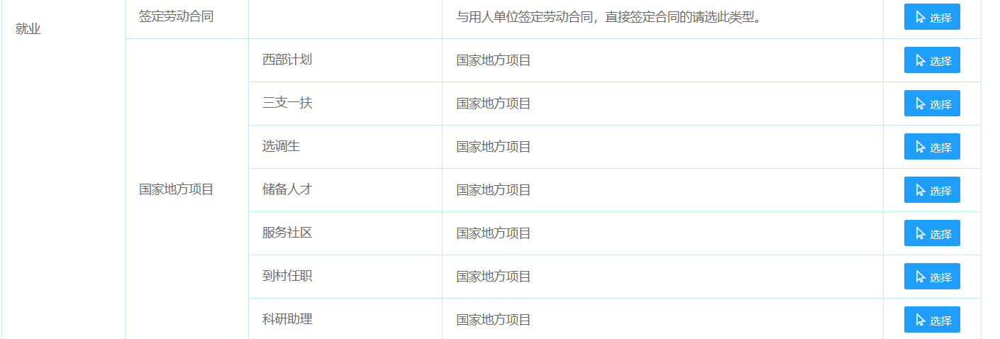 就业
签定劳动合同
与用人单位签定劳动合同，直接签定合同的请选此类型。
选择
国家地方项目
西部计划
国家地方项目
选择
三支一扶
国家地方项目
选择
选调生
国家地方项目
选择
储备人才
国家地方项目
选择
服务社区
国家地方项目
选择
到村任职
国家地方项目
选择
科研助理
国家地方项目
选择